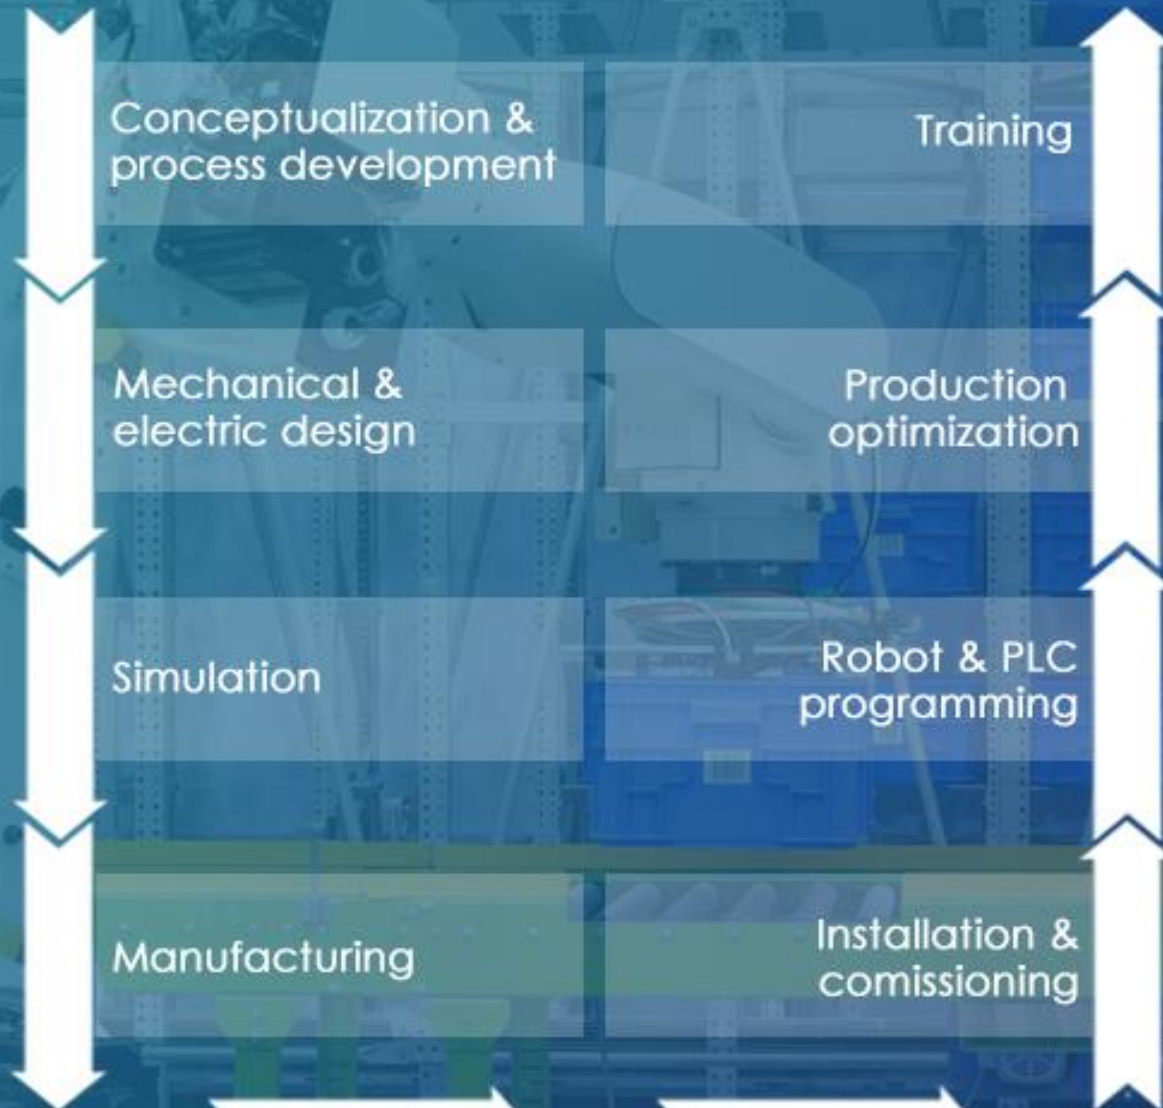 Conceptualization &
process development
Mechanical &
electric design
Simulation
Manufacturing
Installation &
comissioning
Robot & PLC
programming
Production
optimization
Training